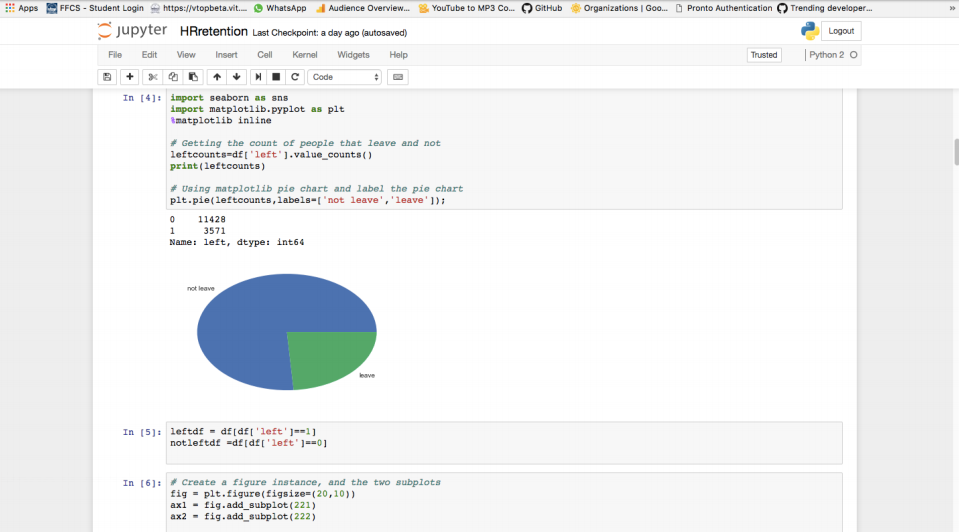 Apps FFCS - Student Login https://vtopbeta.vit.... WhatsApp Audience Overview... YouTube to MP3 Co... GitHub Organizations | Goo... Pronto Authentication Trending developer... »
jupyter HRretention Last Checkpoint: a day ago (autosaved) Logout
File Edit View Insert Cell Kernel Widgets Help Trusted Python 2
Code
In [4]: import seaborn as sns
import matplotlib.pyplot as plt
%matplotlib inline
# Getting the count of people that leave and not
leftcounts=df['left'].value_counts()
print(leftcounts)
# Using matplotlib pie chart and label the pie chart
plt.pie(leftcounts,labels=['not leave','leave']);
0 11428
1 3571
Name: left, dtype: int64
not leave
leave
In [5]: leftdf = df[df['left']==1]
notleftdf =df[df['left']==0]
In [6]: # Create a figure instance, and the two subplots
fig = plt.figure(figsize=(20,10))
ax1 = fig.add_subplot(221)
ax2 = fig.add_subplot(222)